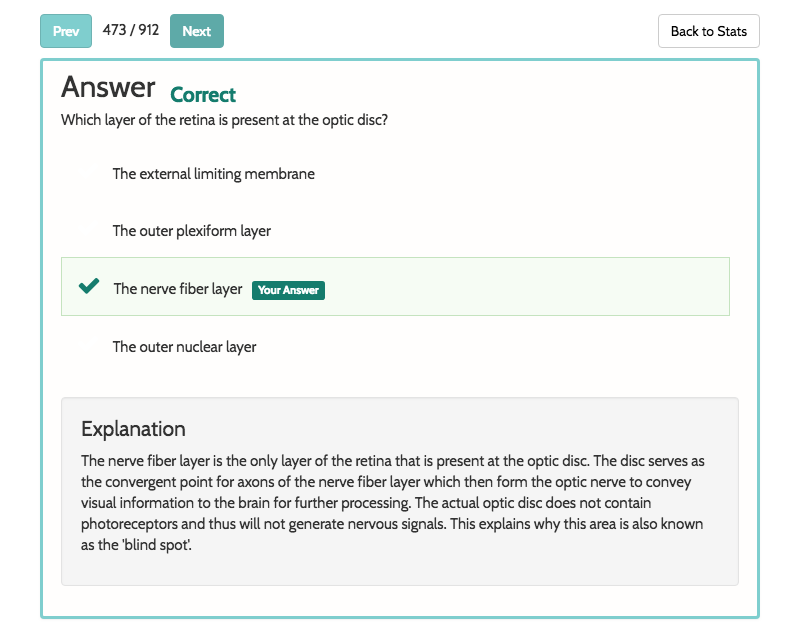 Prev 473 / 912 Next Back to Stats
Answer Correct
Which layer of the retina is present at the optic disc?
The external limiting membrane
The outer plexiform layer
The nerve fiber layer Your Answer
The outer nuclear layer
Explanation
The nerve fiber layer is the only layer of the retina that is present at the optic disc. The disc serves as
the convergent point for axons of the nerve fiber layer which then form the optic nerve to convey
visual information to the brain for further processing. The actual optic disc does not contain
photoreceptors and thus will not generate nervous signals. This explains why this area is also known
as the 'blind spot'.